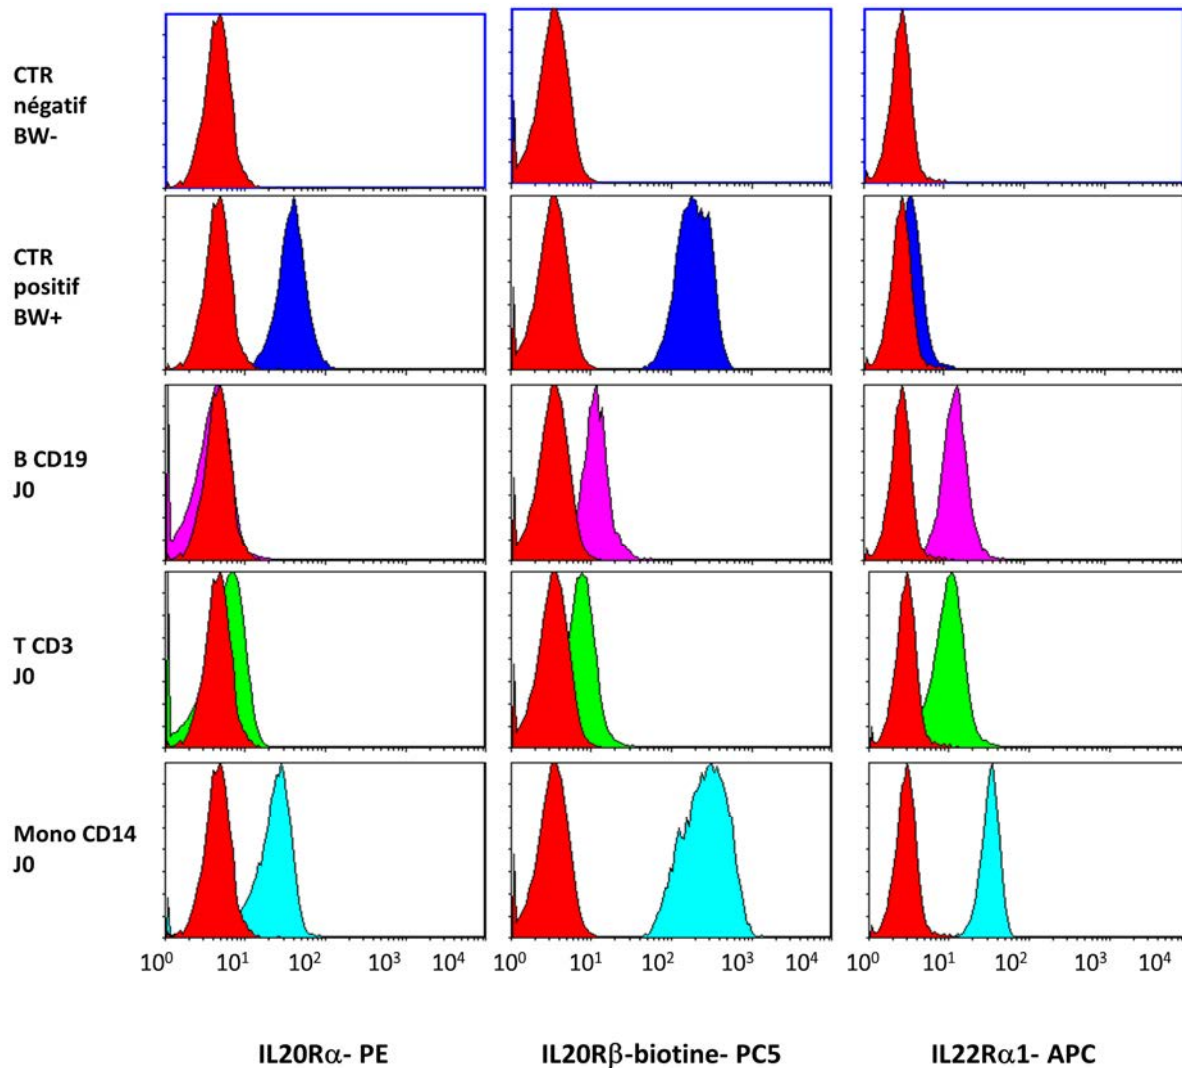 CTR
négatif
BW-
CTR
positif
BW+
B CD19
J0
T CD3
J0
Mono CD14
J0
10⁰ 10¹ 10² 10³ 10⁴ 10⁰ 10¹ 10² 10³ 10⁴ 10⁰ 10¹ 10² 10³ 10⁴
IL20Rα- PE IL20Rβ-biotine- PC5 IL22Rα1- APC